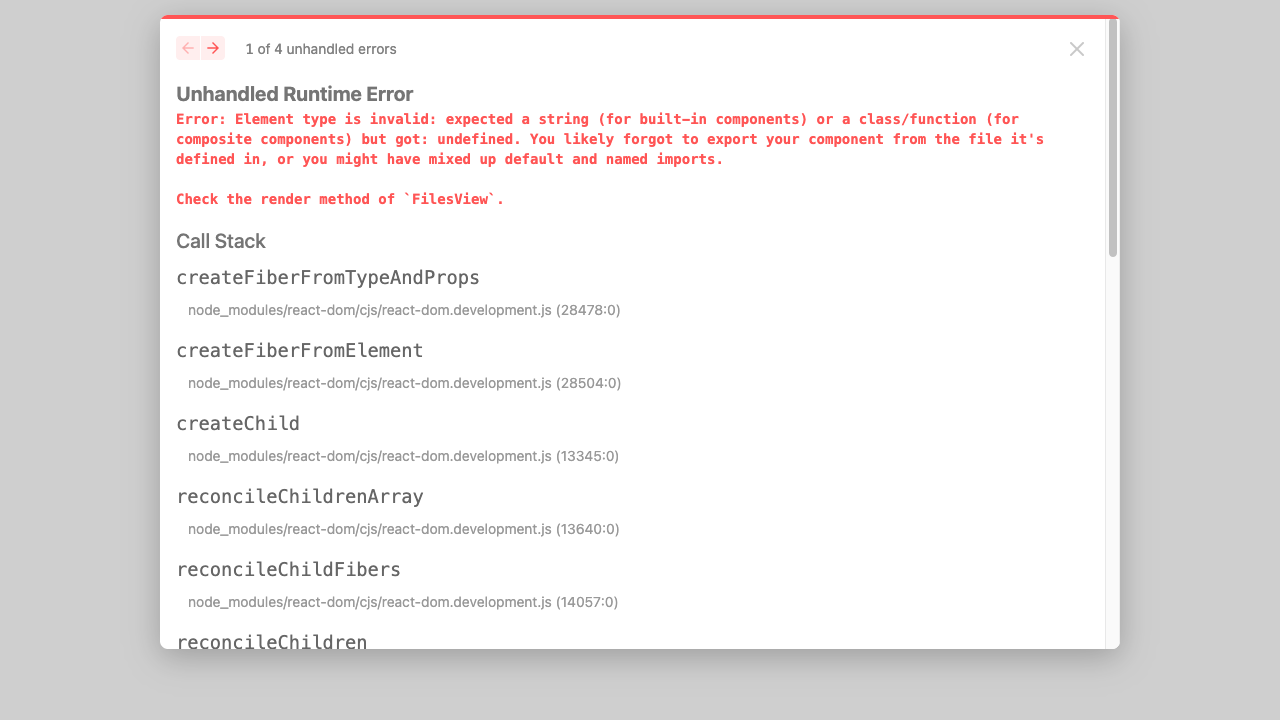 1 of 4 unhandled errors
Unhandled Runtime Error
Error: Element type is invalid: expected a string (for built-in components) or a class/function (for
composite components) but got: undefined. You likely forgot to export your component from the file it's
defined in, or you might have mixed up default and named imports.
Check the render method of `FilesView`.
Call Stack
createFiberFromTypeAndProps
node_modules/react-dom/cjs/react-dom.development.js (28478:0)
createFiberFromElement
node_modules/react-dom/cjs/react-dom.development.js (28504:0)
createChild
node_modules/react-dom/cjs/react-dom.development.js (13345:0)
reconcileChildrenArray
node_modules/react-dom/cjs/react-dom.development.js (13640:0)
reconcileChildFibers
node_modules/react-dom/cjs/react-dom.development.js (14057:0)
reconcileChildren